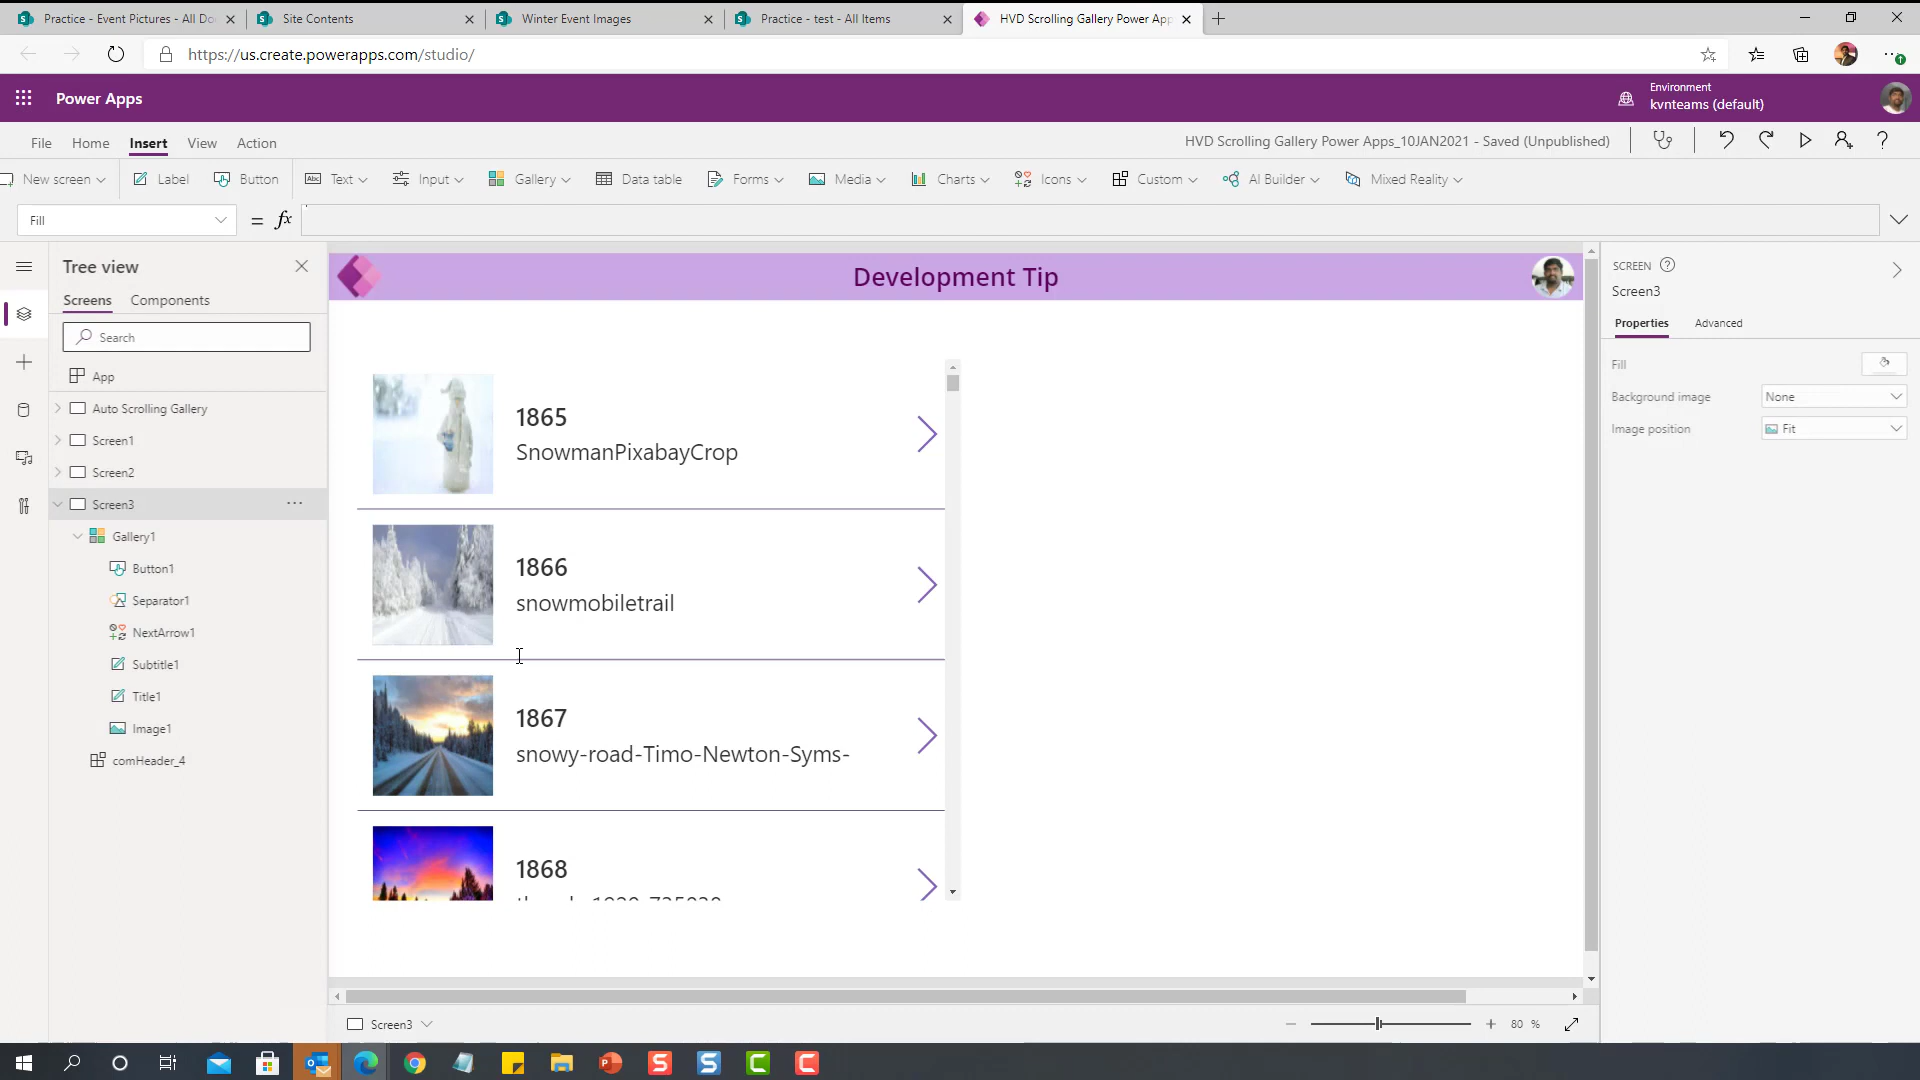 Practice - Event Pictures - All Do
Site Contents
Winter Event Images
Practice - test - All Items
HVD Scrolling Gallery Power App
https://us.create.powerapps.com/studio/
Power Apps
Environment
kvnteams (default)
File
Home
Insert
View
Action
HVD Scrolling Gallery Power Apps_10JAN2021 - Saved (Unpublished)
New screen
Label
Button
Text
Input
Gallery
Data table
Forms
Media
Charts
Icons
Custom
AI Builder
Mixed Reality
Fill
= fx
Tree view
Screens
Components
Search
App
Auto Scrolling Gallery
Screen1
Screen2
Screen3
Gallery1
Button1
Separator1
NextArrow1
Subtitle1
Title1
Image1
comHeader_4
Development Tip
1865
SnowmanPixabayCrop
1866
snowmobiletrail
1867
snowy-road-Timo-Newton-Syms-
1868
SCREEN
Screen3
Properties
Advanced
Fill
Background image
None
Image position
Fit
Screen3
80 %